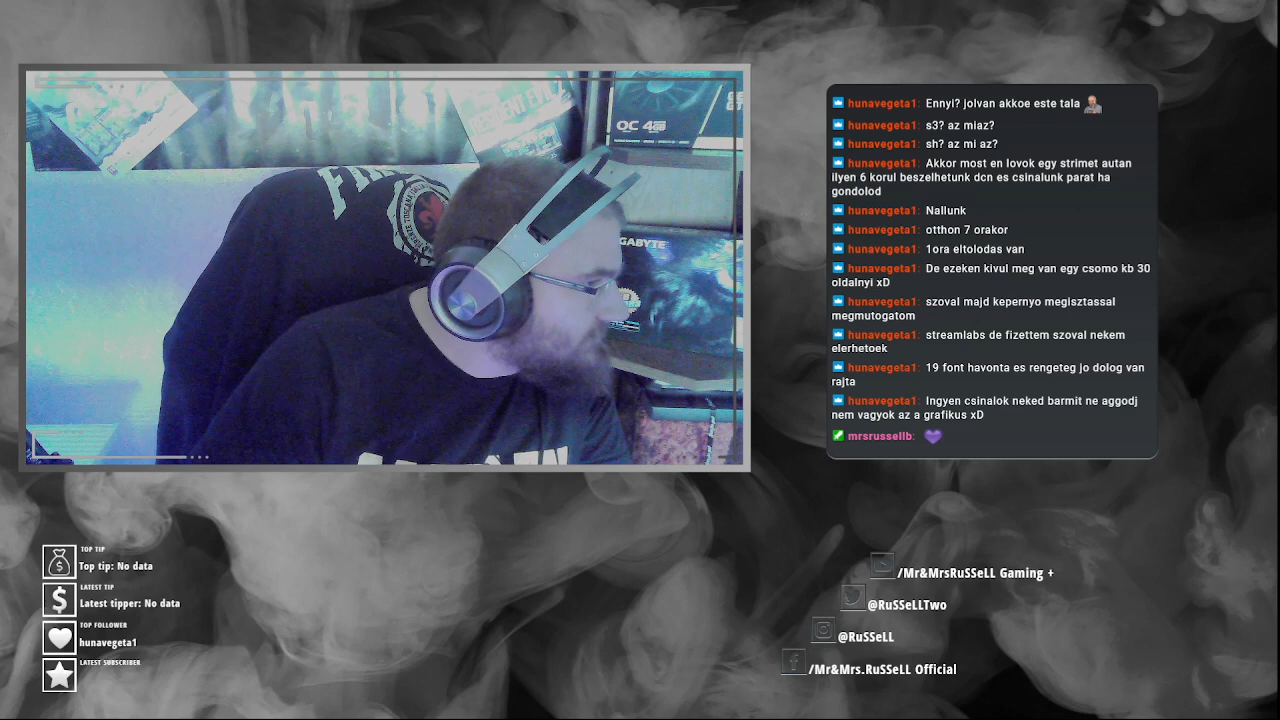 RESIDENT EVIL
OC 4GB
FIR
GABYTE
hunavegeta1: Ennyi? jolvan akkoe este tala
hunavegeta1: s3? az miaz?
hunavegeta1: sh? az mi az?
hunavegeta1: Akkor most en lovok egy strimet autan
ilyen 6 korul beszelhetunk dcn es csinalunk parat ha
gondolod
hunavegeta1: Nallunk
hunavegeta1: otthon 7 orakor
hunavegeta1: 1ora eltolodas van
hunavegeta1: De ezeken kivul meg van egy csomo kb 30
oldalnyi xD
hunavegeta1: szoval majd kepernyo megisztassal
megmutogatom
hunavegeta1: streamlabs de fizettem szoval nekem
elerhetoek
hunavegeta1: 19 font havonta es rengeteg jo dolog van
rajta
hunavegeta1: Ingyen csinalok neked barmit ne aggodj
nem vagyok az a grafikus xD
mrsrussellb:
TOP TIP
Top tip: No data
LATEST TIP
Latest tipper: No data
TOP FOLLOWER
hunavegeta1
LATEST SUBSCRIBER
/Mr&MrsRuSSeLL Gaming +
@RuSSeLLTwo
@RuSSeLL
/Mr&Mrs.RuSSeLL Official